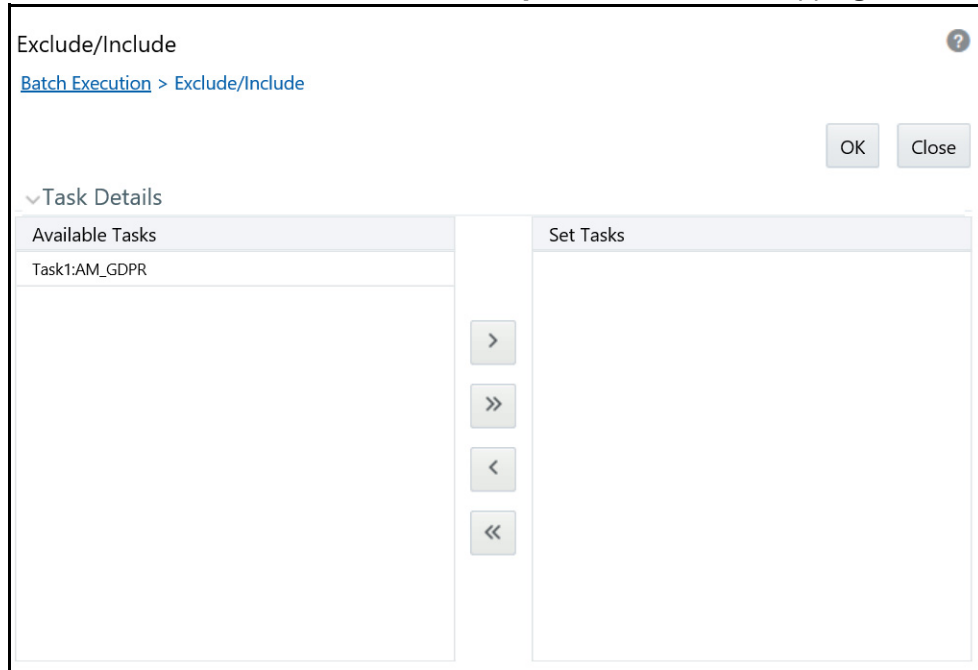 Exclude/Include
?
Batch Execution > Exclude/Include
OK Close
Task Details
Available Tasks
Set Tasks
Task1:AM_GDPR
>
>>
<
<<